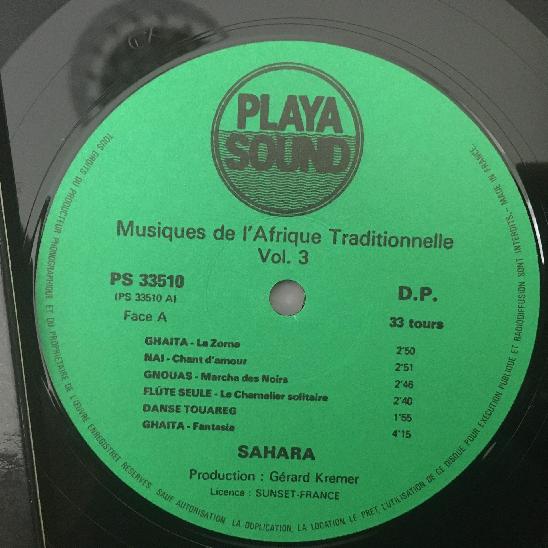 PLAYA
SOUND
Musiques de l'Afrique Traditionnelle
Vol. 3
PS 33510
(PS 33510 A)
Face A
D.P.
33 tours
GHAITA - La Zorna 2'50
NAI - Chant d'amour 2'51
GNOUAS - Marche des Noirs 2'46
FLÛTE SEULE - Le Chamelier solitaire 2'40
DANSE TOUAREG 1'55
GHAITA - Fantasia 4'15
SAHARA
Production : Gérard Kremer
Licence : SUNSET-FRANCE
TOUS DROITS DU PRODUCTEUR PHONOGRAPHIQUE ET DU PROPRIETAIRE DE L'ŒUVRE ENREGISTREE RESERVES. SAUF AUTORISATION, LA DUPLICATION, LA LOCATION, LE PRET, L'UTILISATION DE CE DISQUE POUR EXECUTION PUBLIQUE ET RADIODIFFUSION SONT INTERDITS. - MADE IN FRANCE.